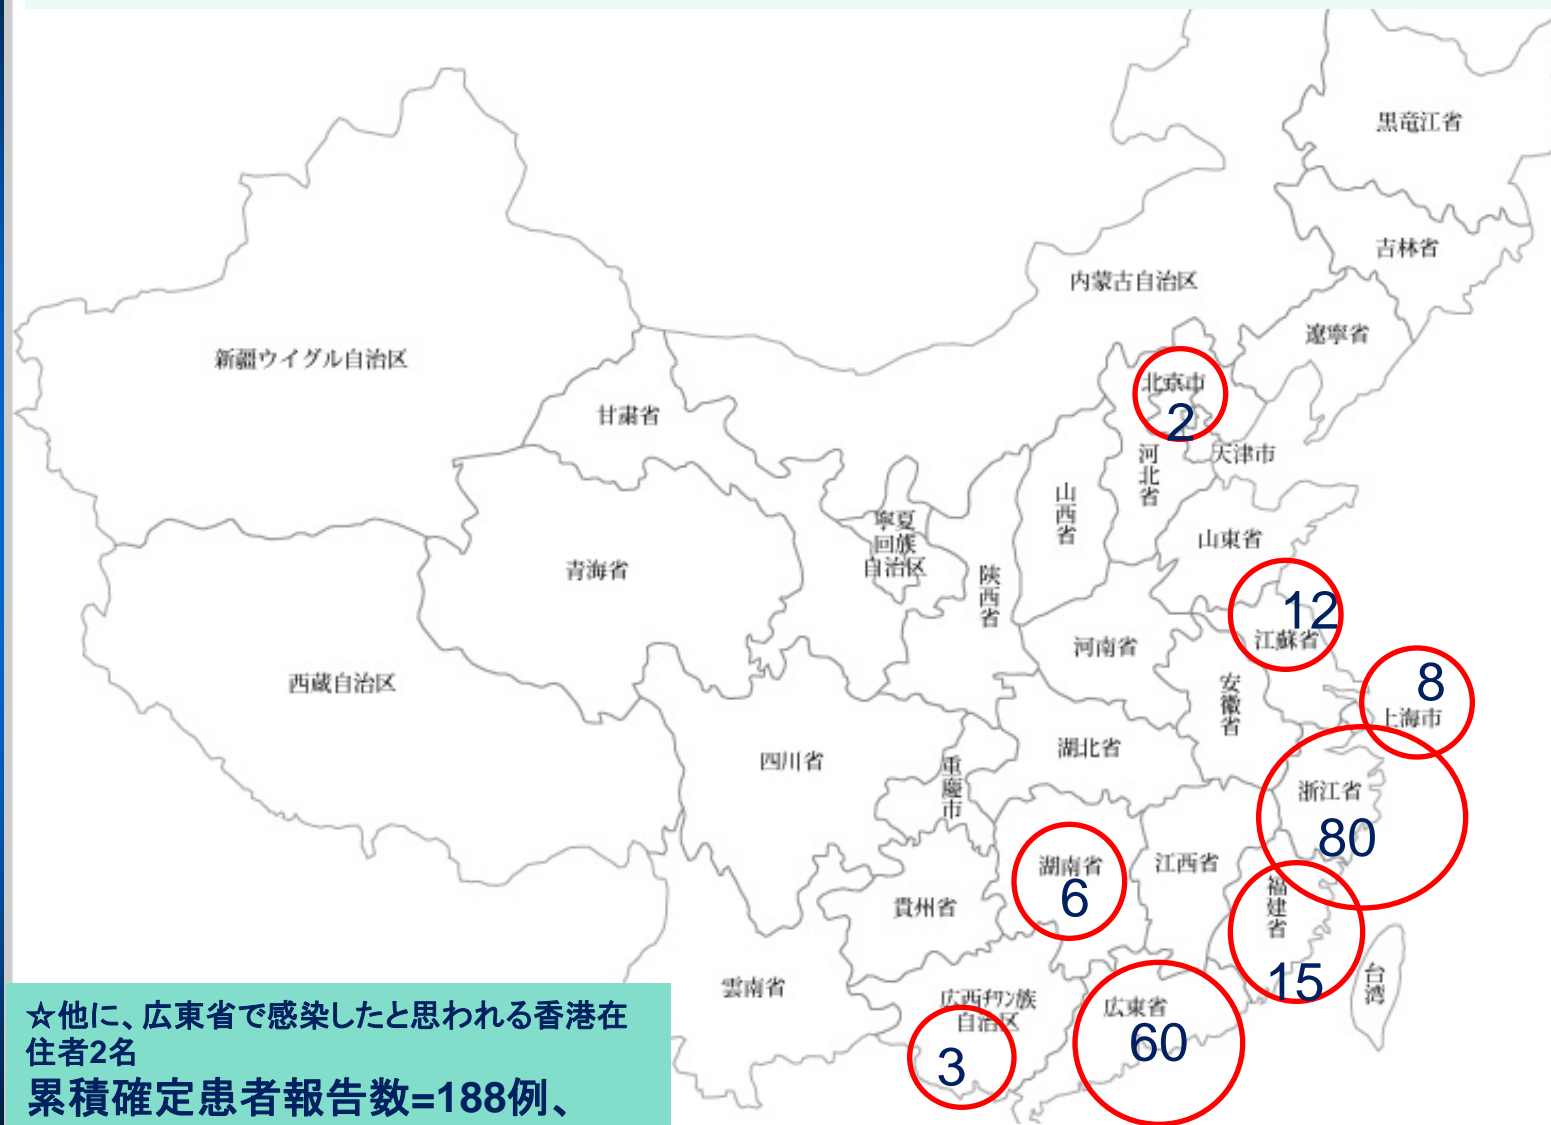 黒竜江省
吉林省
内蒙古自治区
遼寧省
新疆ウイグル自治区
北京市
2
甘粛省
天津市
河北省
山西省
寧夏
回族
自治区
山東省
青海省
陝西省
12
江蘇省
河南省
西蔵自治区
安徽省
8
上海市
湖北省
四川省
重慶市
浙江省
80
湖南省
6
江西省
貴州省
福建省
15
雲南省
台湾
広西チワン族
自治区
3
広東省
60
☆他に、広東省で感染したと思われる香港在
住者2名
累積確定患者報告数=188例、